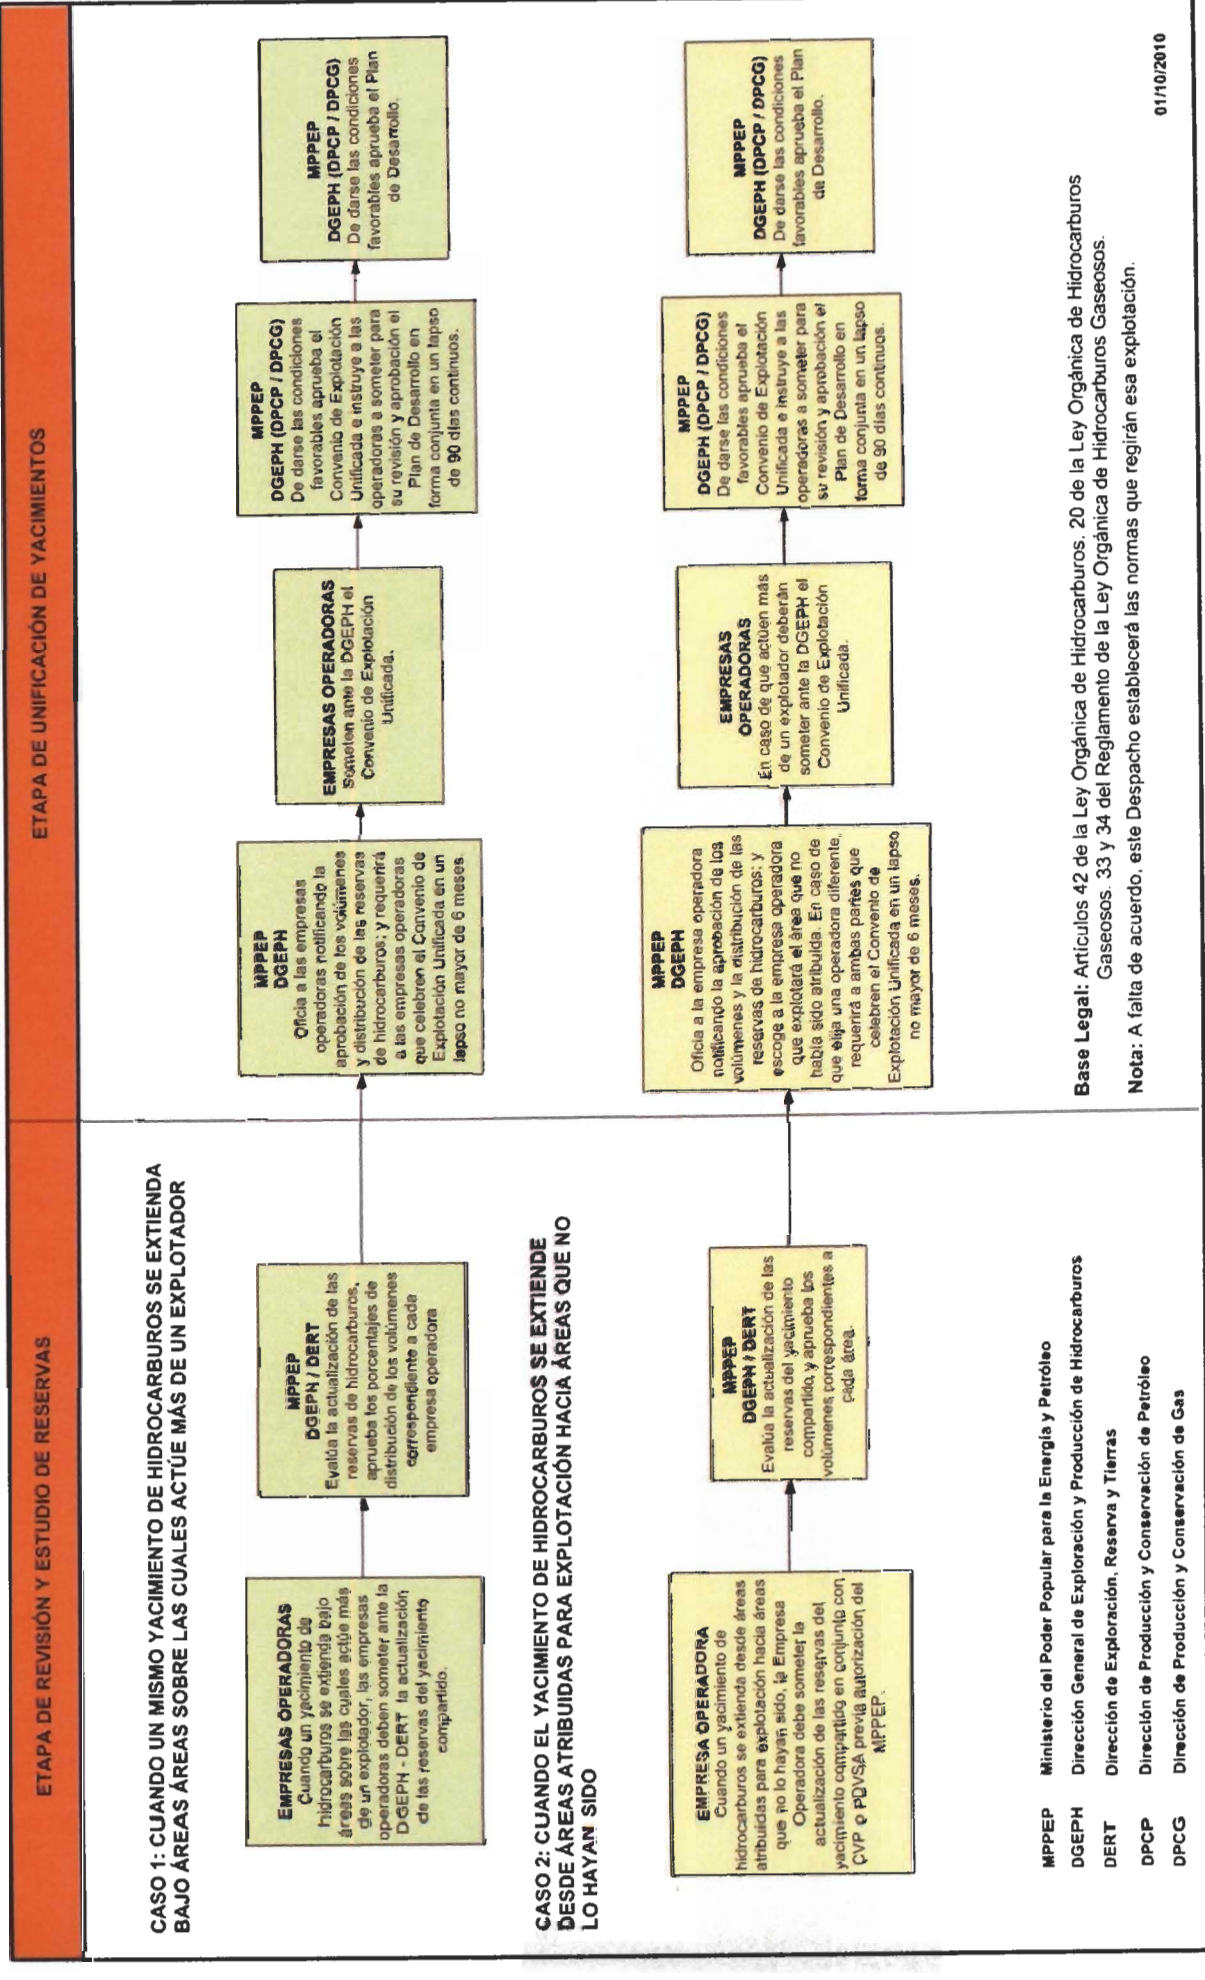 ETAPA DE REVISIÓN Y ESTUDIO DE RESERVAS
ETAPA DE UNIFICACIÓN DE YACIMIENTOS
CASO 1: CUANDO UN MISMO YACIMIENTO DE HIDROCARBUROS SE EXTIENDA
BAJO ÁREAS SOBRE LAS CUALES ACTÚE MÁS DE UN EXPLOTADOR
EMPRESAS OPERADORAS
Cuando un yacimiento de
hidrocarburos se extienda bajo
áreas sobre las cuales actúe más
de un explotador, las empresas
operadoras deben someter ante la
DGEPH - DERT la actualización
de las reservas del yacimiento
compartido.
MPPEP
DGEPH / DERT
Evalúa la actualización de las
reservas de hidrocarburos,
aprueba los porcentajes de
distribución de los volúmenes
correspondiente a cada
empresa operadora
MPPEP
DGEPH
Oficia a las empresas
operadoras notificando la
aprobación de los volúmenes
y distribución de las reservas
de hidrocarburos; y requerirá
a las empresas operadoras
que celebren el Convenio de
Explotación Unificada en un
lapso no mayor de 6 meses.
EMPRESAS OPERADORAS
Someten ante la DGEPH el
Convenio de Explotación
Unificada.
MPPEP
DGEPH (DPCP / DPCG)
De darse las condiciones
favorables aprueba el
Convenio de Explotación
Unificada e instruye a las
operadoras a someter para
su revisión y aprobación el
Plan de Desarrollo en
forma conjunta en un lapso
de 90 días continuos.
MPPEP
DGEPH (DPCP / DPCG)
De darse las condiciones
favorables aprueba el Plan
de Desarrollo.
CASO 2: CUANDO EL YACIMIENTO DE HIDROCARBUROS SE EXTIENDE
DESDE ÁREAS ATRIBUIDAS PARA EXPLOTACIÓN HACIA ÁREAS QUE NO
LO HAYAN SIDO
EMPRESA OPERADORA
Cuando un yacimiento de
hidrocarburos se extienda desde áreas
atribuidas para explotación hacia áreas
que no lo hayan sido, la Empresa
Operadora debe someter la
actualización de las reservas del
yacimiento compartido en conjunto con
CVP o PDVSA previa autorización del
MPPEP.
MPPEP
DGEPH / DERT
Evalúa la actualización de las
reservas del yacimiento
compartido, y aprueba los
volúmenes correspondientes a
cada área.
MPPEP
DGEPH
Oficia a la empresa operadora
notificando la aprobación de los
volúmenes y la distribución de las
reservas de hidrocarburos; y
escoge a la empresa operadora
que explotará el área que no
había sido atribuida. En caso de
que elija una operadora diferente,
requerirá a ambas partes que
celebren el Convento de
Explotación Unificada en un lapso
no mayor de 6 meses.
EMPRESAS
OPERADORAS
En caso de que actúen más
de un explotador deberán
someter ante la DGEPH el
Convenio de Explotación
Unificada.
MPPEP
DGEPH (DPCP / DPCG)
De darse las condiciones
favorables aprueba el
Convenio de Explotación
Unificada e instruye a las
operadoras a someter para
su revisión y aprobación el
Plan de Desarrollo en
forma conjunta en un lapso
de 90 días continuos.
MPPEP
DGEPH (DPCP / DPCG)
De darse las condiciones
favorables aprueba el Plan
de Desarrollo.
MPPEP Ministerio del Poder Popular para la Energía y Petróleo
DGEPH Dirección General de Exploración y Producción de Hidrocarburos
DERT Dirección de Exploración, Reserva y Tierras
DPCP Dirección de Producción y Conservación de Petróleo
DPCG Dirección de Producción y Conservación de Gas
Base Legal: Artículos 42 de la Ley Orgánica de Hidrocarburos, 20 de la Ley Orgánica de Hidrocarburos
Gaseosos. 33 y 34 del Reglamento de la Ley Orgánica de Hidrocarburos Gaseosos.
Nota: A falta de acuerdo, este Despacho establecerá las normas que regirán esa explotación.
01/10/2010